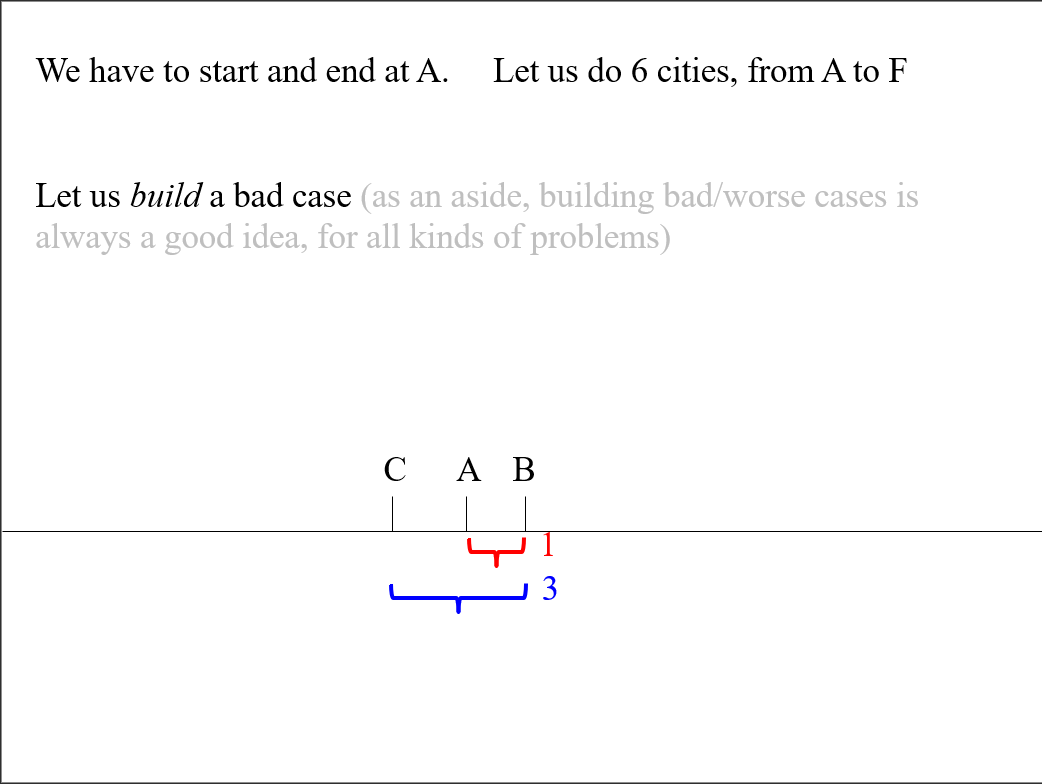 We have to start and end at A. Let us do 6 cities, from A to F
Let us build a bad case (as an aside, building bad/worse cases is
always a good idea, for all kinds of problems)
C A B
1
3